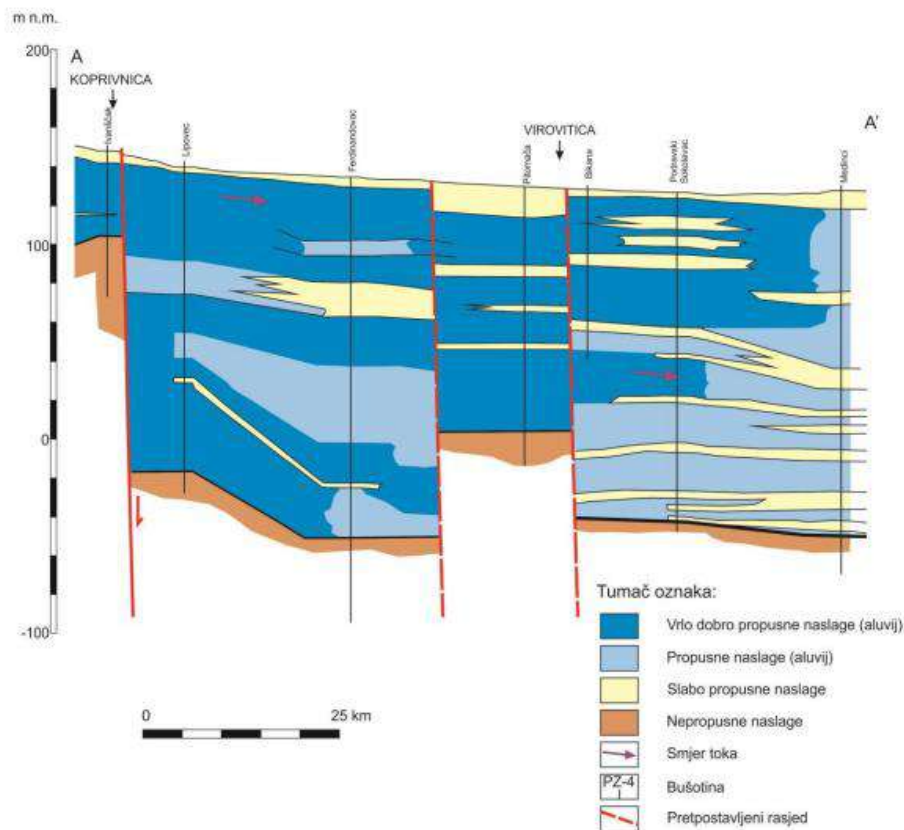 m n.m.
200
A
KOPRIVNICA
Ivanščak
Lipovec
Ferdinandovac
VIROVITICA
Pitomača
Bikana
Podravski
Sokolovac
Medinci
A'
100
0
-100
0
25 km
Tumač oznaka:
Vrlo dobro propusne naslage (aluvij)
Propusne naslage (aluvij)
Slabo propusne naslage
Nepropusne naslage
Smjer toka
PZ-4
Bušotina
Pretpostavljeni rasjed